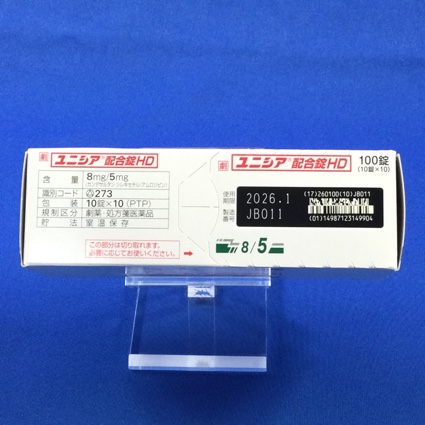 劇 ユニシア®配合錠HD
含量 8mg/5mg
(カンデサルタン シレキセチル/アムロジピン)
識別コード 273
包装 10錠×10 (PTP)
規制区分 劇薬・処方箋医薬品
貯法 室温保存
この部分は切り取れます。
必要に応じてお使いください。
劇 ユニシア®配合錠HD 100錠
(10錠×10)
使用期限 2026.1
製造番号 JB011
(17)260100(10)JB011
(01)14987123149904
8/5